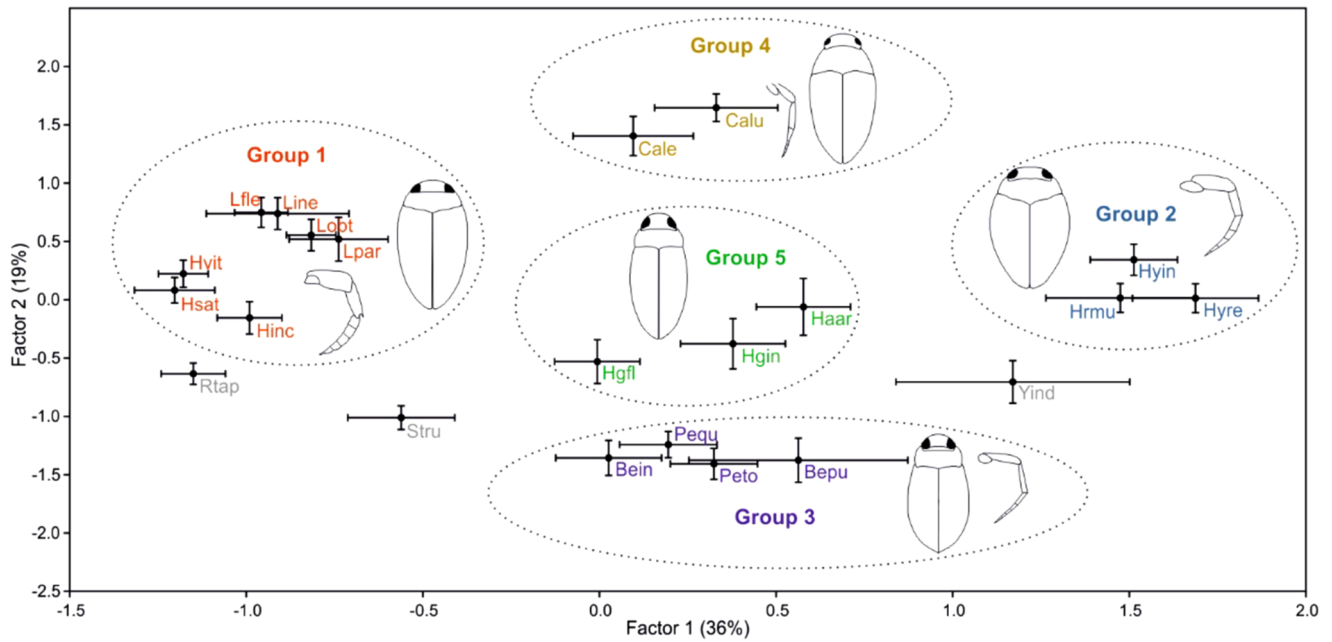 Group 4
2.0
Calu
1.5
Cale
Group 1
1.0
Lfle
Line
Lobt
Lpar
Group 2
0.5
Group 5
Hvit
Hyin
Hsat
0.0
Hinc
Haar
Hrmu
Hyre
Hgin
-0.5
Hgfl
Rtap
Yind
-1.0
Stru
Pequ
Bein
Peto
Bepu
-1.5
Group 3
-2.0
-2.5
Factor 2 (19%)
-1.5
-1.0
-0.5
0.0
0.5
1.0
1.5
2.0
Factor 1 (36%)